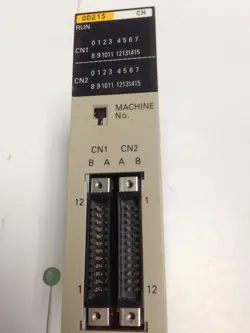 OD215 CH
RUN
CN1 0 1 2 3 4 5 6 7
8 9 10 11 12 13 14 15
CN2 0 1 2 3 4 5 6 7
8 9 10 11 12 13 14 15
MACHINE
No.
CN1 CN2
B A A B
12 1
1 12